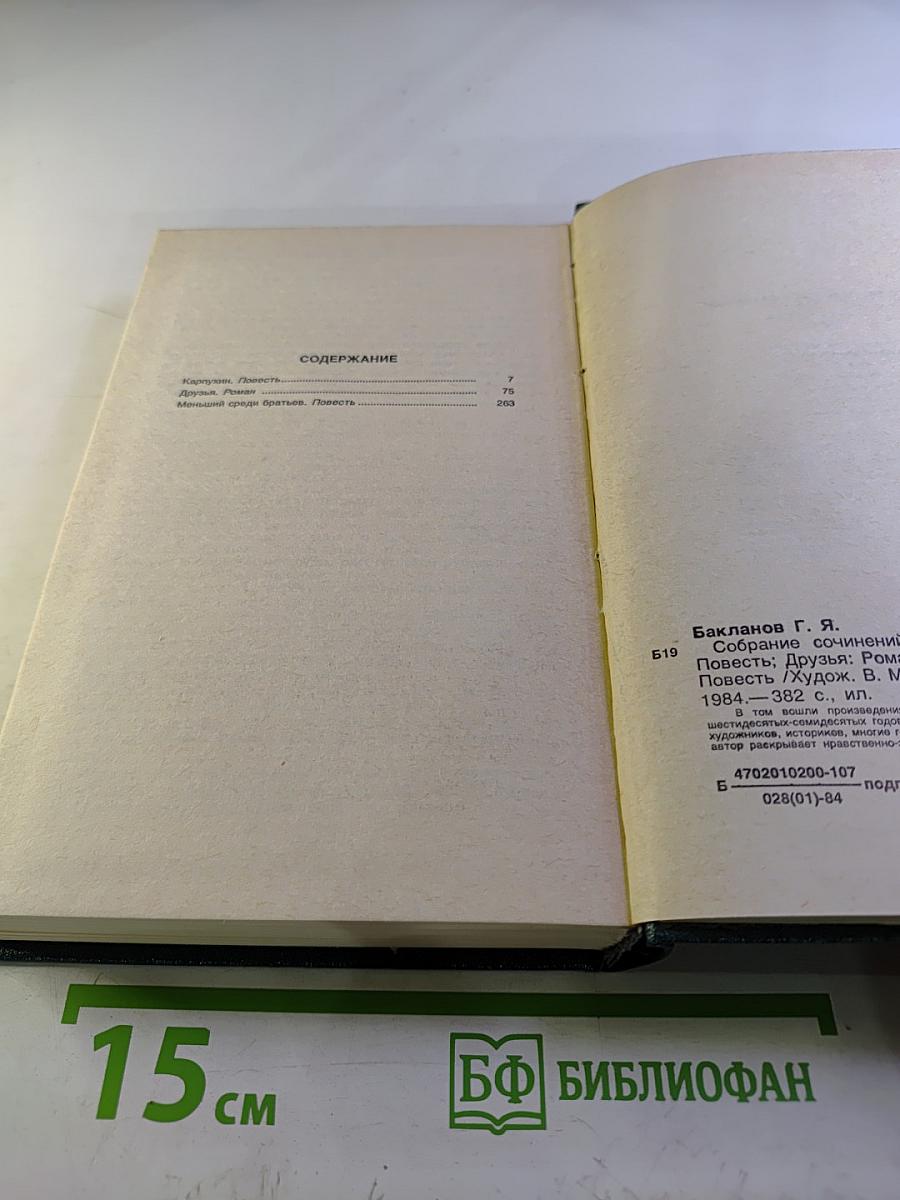 СОДЕРЖАНИЕ
Карпухин. Повесть 7
Друзья. Роман 75
Меньший среди братьев. Повесть 263
Бакланов Г. Я.
Б19
Собрание сочинений
Повесть; Друзья: Рома
Повесть /Худож. В. М
1984.—382 с., ил.
В том вошли произведения
шестидесятых-семидесятых годов
художников, историков, многие г
автор раскрывает нравственно-
Б 4702010200-107 подп
028(01)-84
15 см
БФ БИБЛИОФАН